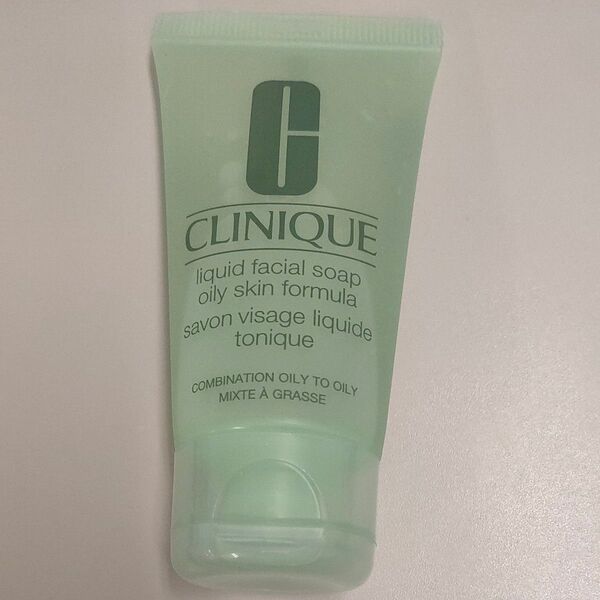 C
CLINIQUE
liquid facial soap
oily skin formula
savon visage liquide
tonique
COMBINATION OILY TO OILY
MIXTE À GRASSE